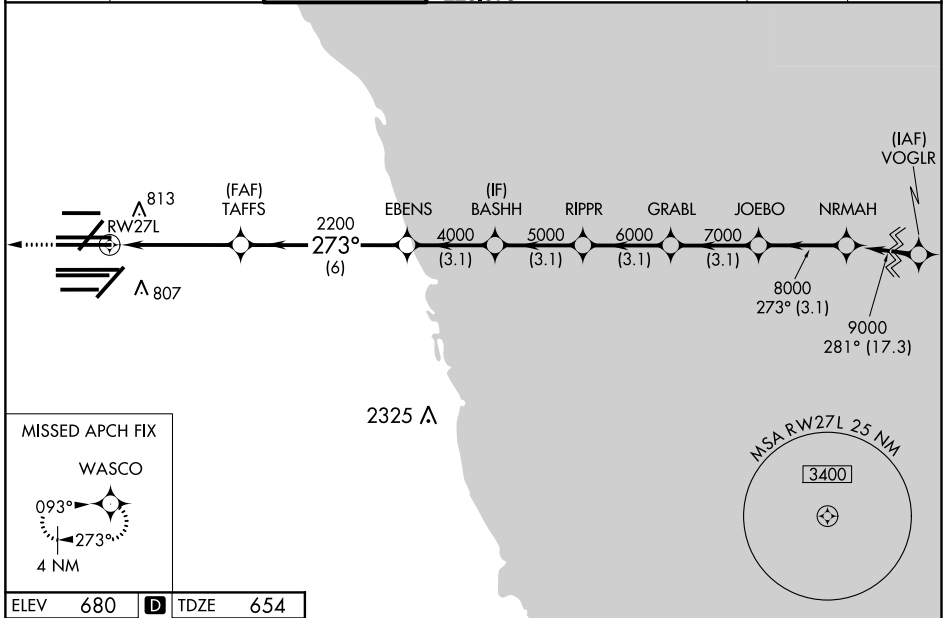 (IAF)
VOGLR
813
RW27L
(FAF)
TAFFS
2200
273°
(6)
EBENS
4000
(3.1)
(IF)
BASHH
5000
(3.1)
RIPPR
6000
(3.1)
GRABL
7000
(3.1)
JOEBO
NRMAH
8000
273° (3.1)
9000
281° (17.3)
807
2325
MISSED APCH FIX
WASCO
093°
273°
4 NM
MSA RW27L 25 NM
3400
ELEV 680 D TDZE 654